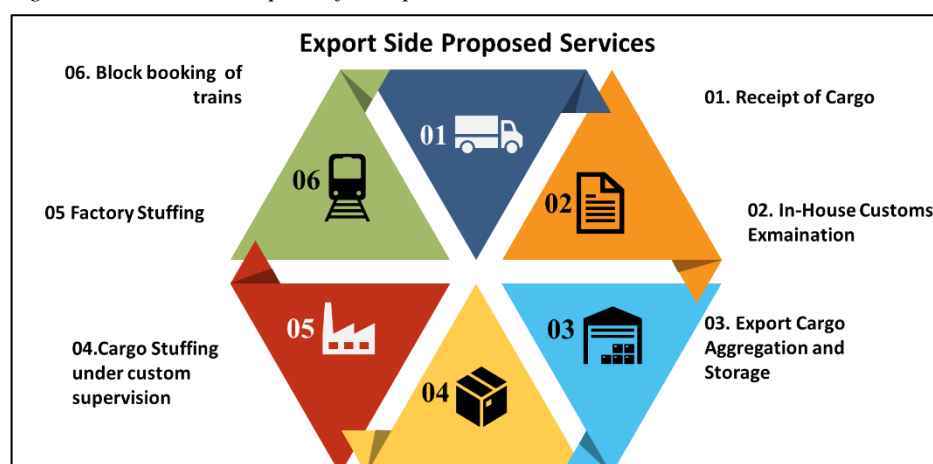 Export Side Proposed Services
06. Block booking of
trains
01
01. Receipt of Cargo
06
02
05 Factory Stuffing
02. In-House Customs
Exmaination
05
03
03. Export Cargo
Aggregation and
Storage
04.Cargo Stuffing
under custom
supervision
04